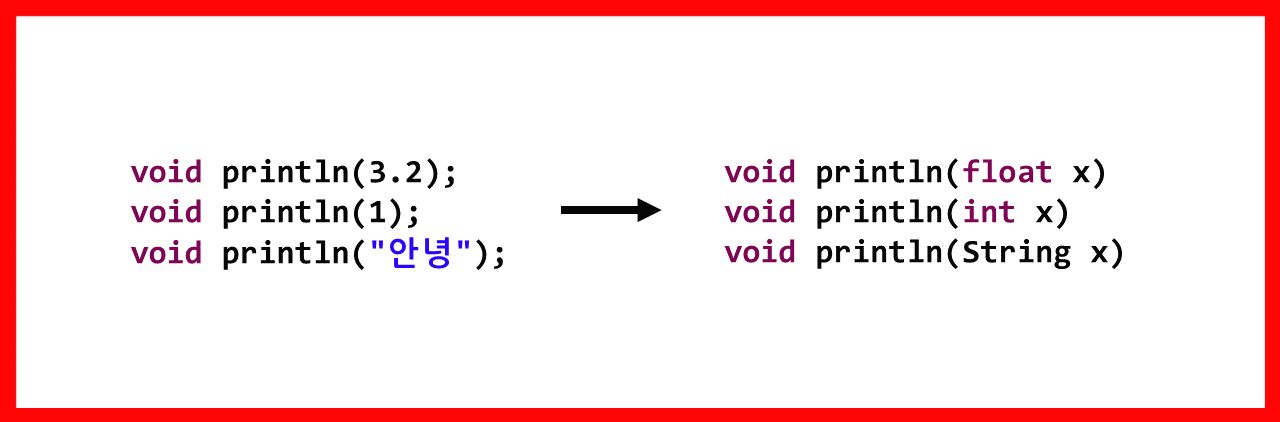 void println(3.2);
void println(1);
void println("안녕");
void println(float x)
void println(int x)
void println(String x)